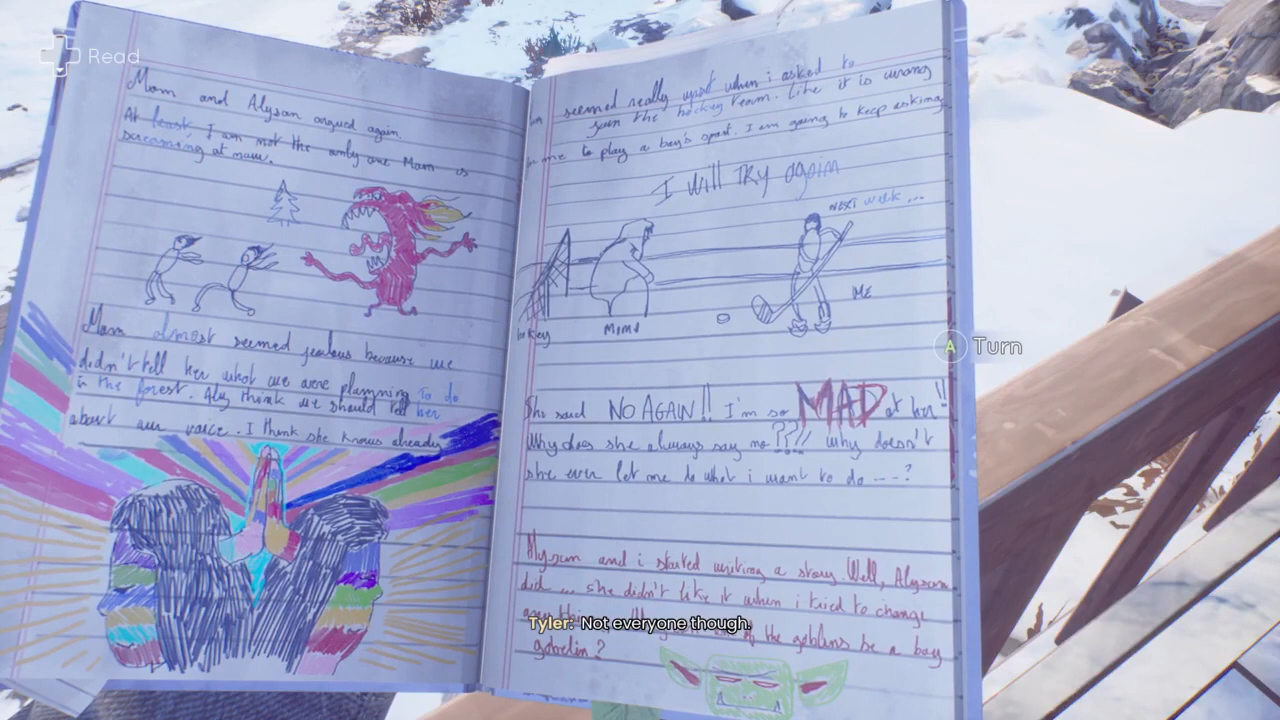 Read
Mom and Alyson argued again.
At least, I am not the only one Mom is
screaming at now.
Mom almost seemed jealous because we
didn't tell her what we were planning to do
in the forest. Aly think we should tell her
about our voice. I think she knows already
seemed really upset when i asked to
join the hockey team. Like it is wrong
me to play a boy's sport. I am going to keep asking
I will TRY again
NEXT week ...
ME
MOM
She said NO AGAIN!! I'm so MAD at her!!
Why does she always say no??!! Why doesn't
she ever let me do what i want to do ---?
Alyson and i started writing a story. Well, Alyson
did ... she didn't like it when i tried to change
of the goblins be a boy
gobelin?
Turn
A
Tyler: Not everyone though.